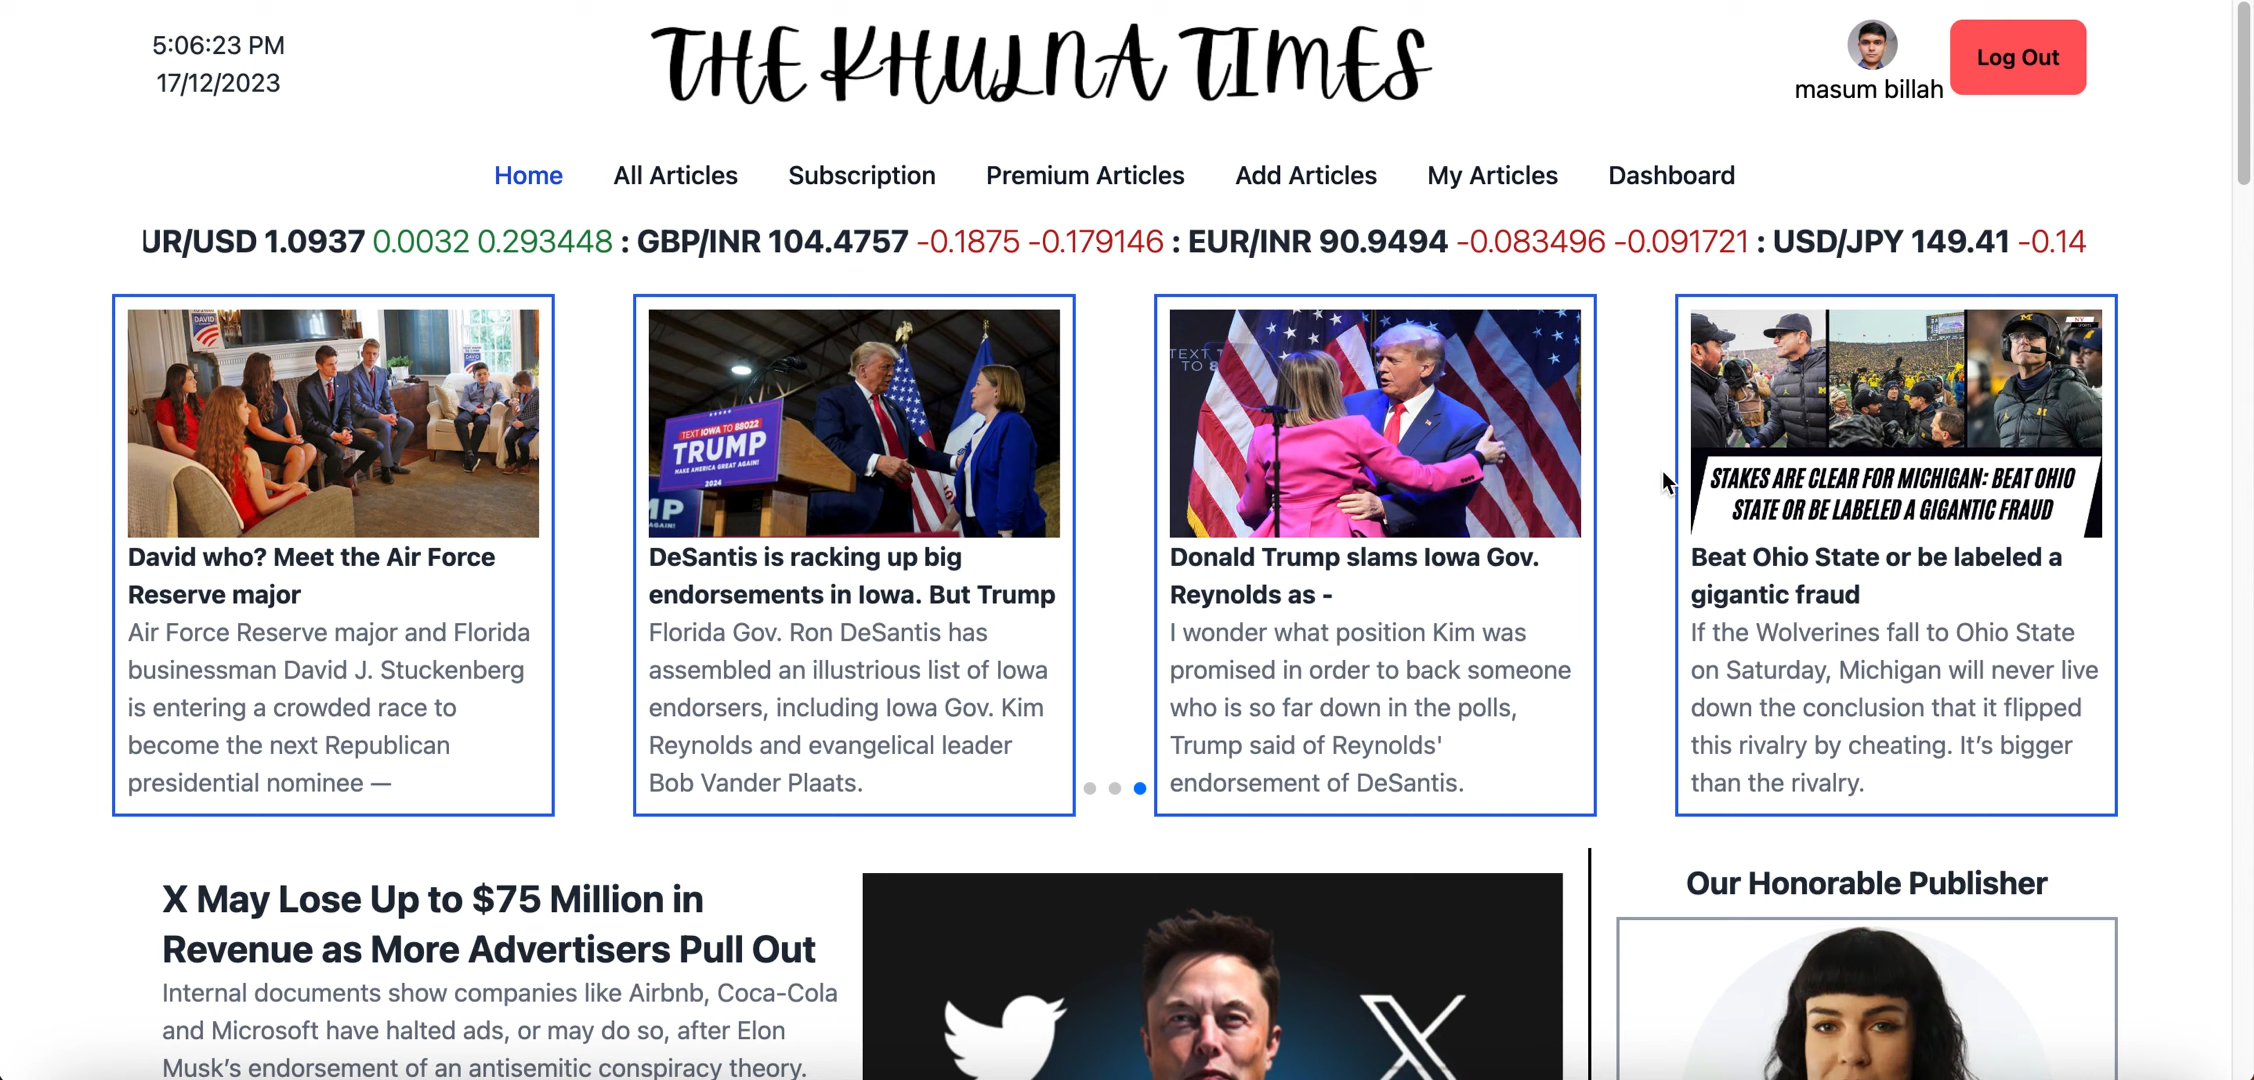 5:06:23 PM
17/12/2023
THE KHULNA TIMES
masum billah
Log Out
Home
All Articles
Subscription
Premium Articles
Add Articles
My Articles
Dashboard
UR/USD 1.0937 0.0032 0.293448 : GBP/INR 104.4757 -0.1875 -0.179146 : EUR/INR 90.9494 -0.083496 -0.091721 : USD/JPY 149.41 -0.14
DAVID
DAVID
David who? Meet the Air Force
Reserve major
Air Force Reserve major and Florida
businessman David J. Stuckenberg
is entering a crowded race to
become the next Republican
presidential nominee —
TEXT IOWA TO 88022
TRUMP
MAKE AMERICA GREAT AGAIN!
2024
MP
AGAIN!
DeSantis is racking up big
endorsements in Iowa. But Trump
Florida Gov. Ron DeSantis has
assembled an illustrious list of Iowa
endorsers, including Iowa Gov. Kim
Reynolds and evangelical leader
Bob Vander Plaats.
TEXT T
TO 8
Donald Trump slams Iowa Gov.
Reynolds as -
I wonder what position Kim was
promised in order to back someone
who is so far down in the polls,
Trump said of Reynolds'
endorsement of DeSantis.
STAKES ARE CLEAR FOR MICHIGAN: BEAT OHIO
STATE OR BE LABELED A GIGANTIC FRAUD
Beat Ohio State or be labeled a
gigantic fraud
If the Wolverines fall to Ohio State
on Saturday, Michigan will never live
down the conclusion that it flipped
this rivalry by cheating. It’s bigger
than the rivalry.
X May Lose Up to $75 Million in
Revenue as More Advertisers Pull Out
Internal documents show companies like Airbnb, Coca-Cola
and Microsoft have halted ads, or may do so, after Elon
Musk’s endorsement of an antisemitic conspiracy theory.
Our Honorable Publisher